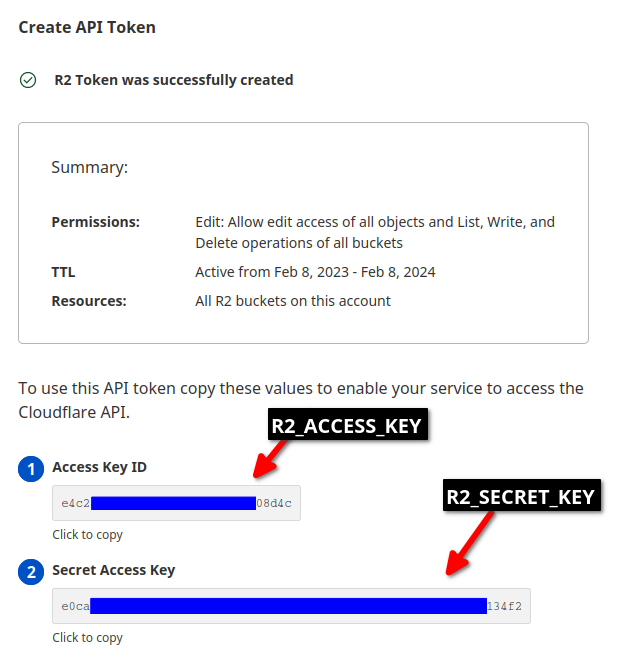 Create API Token
R2 Token was successfully created
Summary:
Permissions: Edit: Allow edit access of all objects and List, Write, and
Delete operations of all buckets
TTL Active from Feb 8, 2023 - Feb 8, 2024
Resources: All R2 buckets on this account
To use this API token copy these values to enable your service to access the
Cloudflare API.
R2_ACCESS_KEY
1 Access Key ID
e4c2 08d4c
R2_SECRET_KEY
Click to copy
2 Secret Access Key
e0ca 134f2
Click to copy